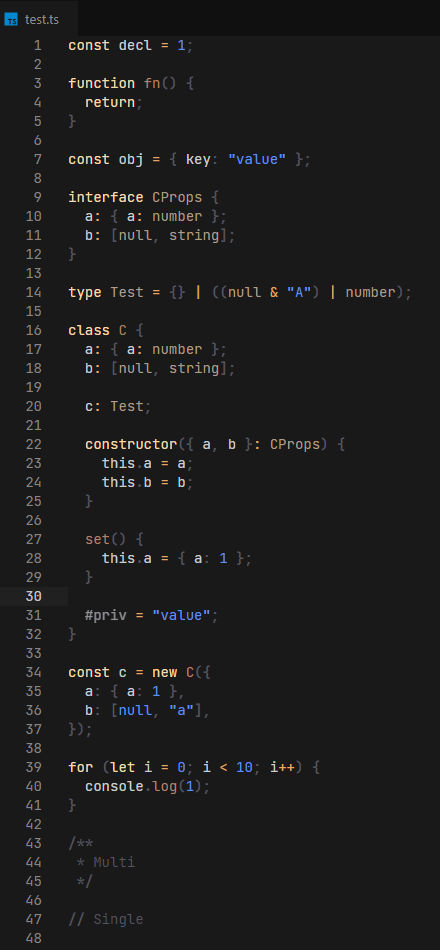 TS test.ts
1 const decl = 1;
2
3 function fn() {
4   return;
5 }
6
7 const obj = { key: "value" };
8
9 interface CProps {
10   a: { a: number };
11   b: [null, string];
12 }
13
14 type Test = {} | ((null & "A") | number);
15
16 class C {
17   a: { a: number };
18   b: [null, string];
19
20   c: Test;
21
22   constructor({ a, b }: CProps) {
23     this.a = a;
24     this.b = b;
25   }
26
27   set() {
28     this.a = { a: 1 };
29   }
30
31   #priv = "value";
32 }
33
34 const c = new C({
35   a: { a: 1 },
36   b: [null, "a"],
37 });
38
39 for (let i = 0; i < 10; i++) {
40   console.log(1);
41 }
42
43 /**
44  * Multi
45  */
46
47 // Single
48